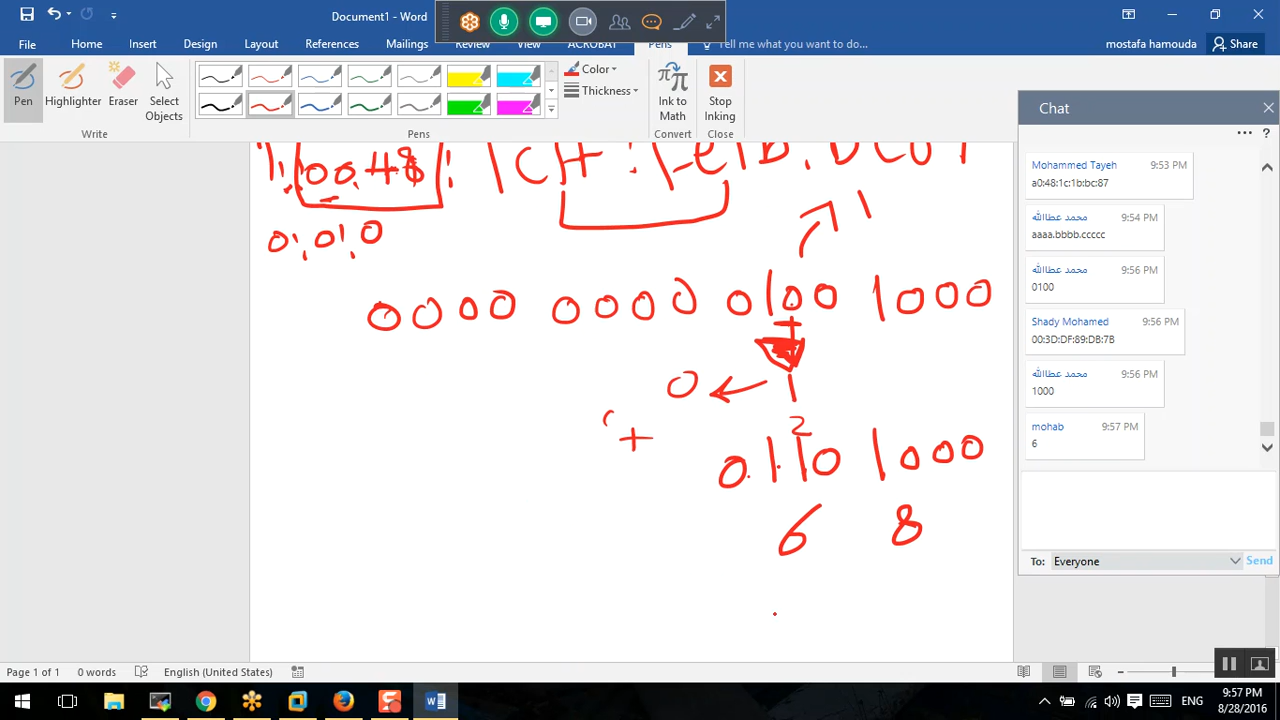 Document1 - Word
File Home Insert Design Layout References Mailings Review View ACROBAT Pens Tell me what you want to do... mostafa hamouda Share
Pen Highlighter Eraser Select Objects
Color
Thickness
Ink to Math
Stop Inking
Write Pens Convert Close
00.48
0:0:0
0000 0000 0100 1000
0
1
+
2
0110 1000
6 8
Chat
Mohammed Tayeh 9:53 PM
a0:48:1c:1b:bc:87
محمد عطاالله 9:54 PM
aaaa.bbbb.ccccc
محمد عطاالله 9:56 PM
0100
Shady Mohamed 9:56 PM
00:3D:DF:89:DB:7B
محمد عطاالله 9:56 PM
1000
mohab 9:57 PM
6
To: Everyone Send
Page 1 of 1 0 words English (United States)
ENG 9:57 PM
8/28/2016